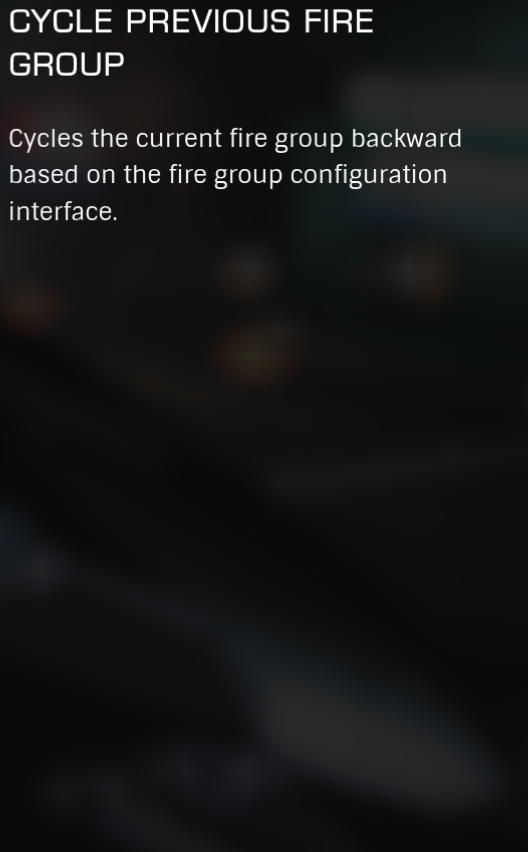 CYCLE PREVIOUS FIRE
GROUP
Cycles the current fire group backward
based on the fire group configuration
interface.